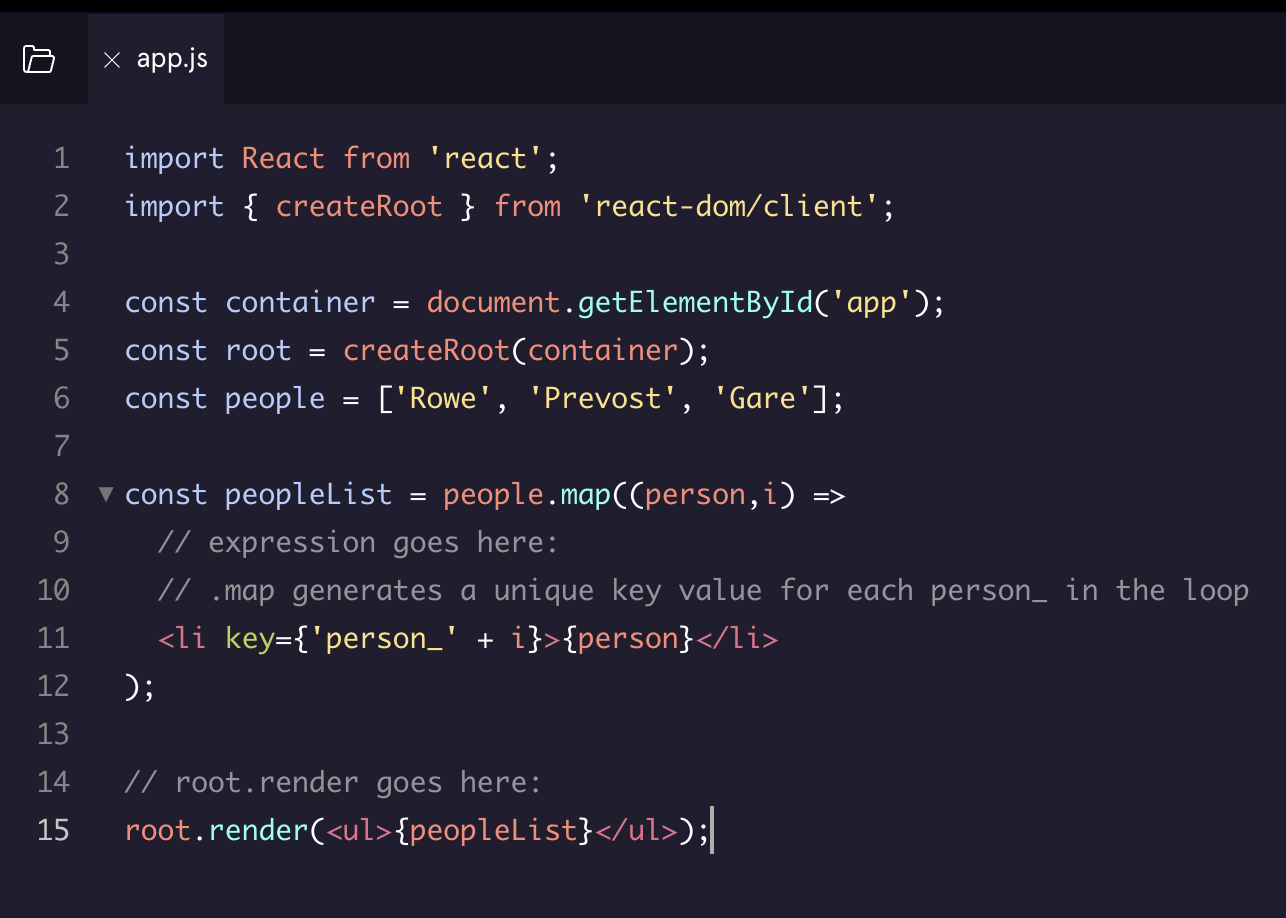 app.js
1 import React from 'react';
2 import { createRoot } from 'react-dom/client';
3
4 const container = document.getElementById('app');
5 const root = createRoot(container);
6 const people = ['Rowe', 'Prevost', 'Gare'];
7
8 const peopleList = people.map((person,i) =>
9   // expression goes here:
10   // .map generates a unique key value for each person_ in the loop
11   <li key={'person_' + i}>{person}</li>
12 );
13
14 // root.render goes here:
15 root.render(<ul>{peopleList}</ul>);